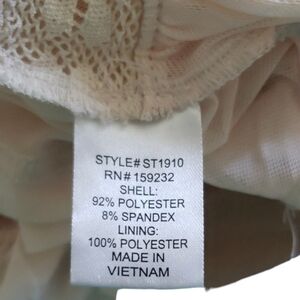 STYLE# ST1910
RN# 159232
SHELL:
92% POLYESTER
8% SPANDEX
LINING:
100% POLYESTER
MADE IN
VIETNAM